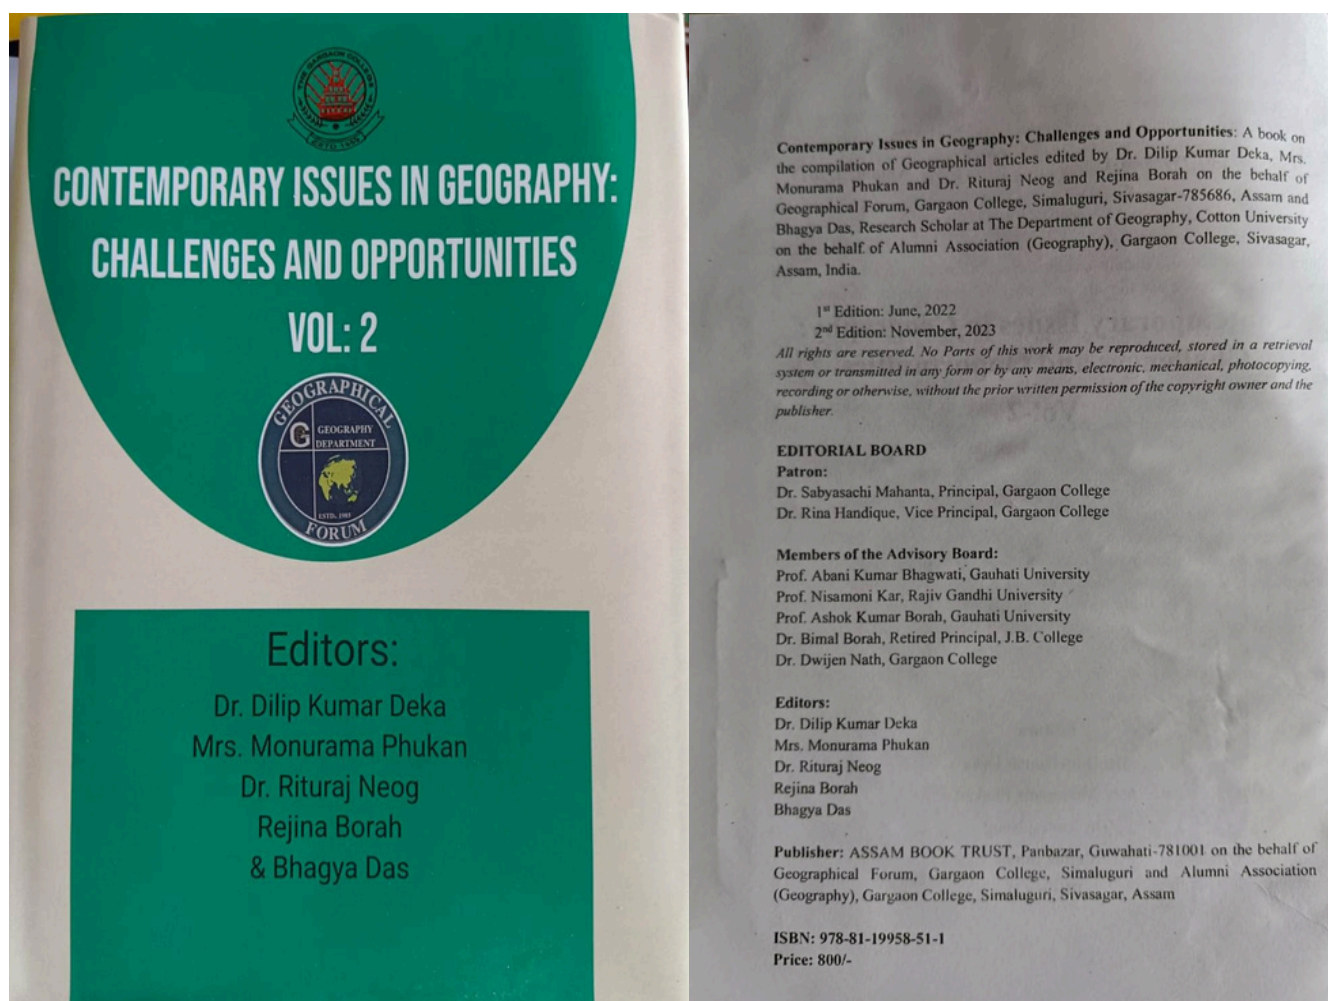 THE GARGAON COLLEGE
ESTD. 1959
CONTEMPORARY ISSUES IN GEOGRAPHY:
CHALLENGES AND OPPORTUNITIES
VOL: 2
GEOGRAPHICAL
G GEOGRAPHY
DEPARTMENT
FORUM
Editors:
Dr. Dilip Kumar Deka
Mrs. Monurama Phukan
Dr. Rituraj Neog
Rejina Borah
& Bhagya Das
Contemporary Issues in Geography: Challenges and Opportunities: A book on
the compilation of Geographical articles edited by Dr. Dilip Kumar Deka, Mrs.
Monurama Phukan and Dr. Rituraj Neog and Rejina Borah on the behalf of
Geographical Forum, Gargaon College, Simaluguri, Sivasagar-785686, Assam and
Bhagya Das, Research Scholar at The Department of Geography, Cotton University
on the behalf of Alumni Association (Geography), Gargaon College, Sivasagar,
Assam, India.
1st Edition: June, 2022
2nd Edition: November, 2023
All rights are reserved. No Parts of this work may be reproduced, stored in a retrieval
system or transmitted in any form or by any means, electronic, mechanical, photocopying,
recording or otherwise, without the prior written permission of the copyright owner and the
publisher.
EDITORIAL BOARD
Patron:
Dr. Sabyasachi Mahanta, Principal, Gargaon College
Dr. Rina Handique, Vice Principal, Gargaon College
Members of the Advisory Board:
Prof. Abani Kumar Bhagwati, Gauhati University
Prof. Nisamoni Kar, Rajiv Gandhi University
Prof. Ashok Kumar Borah, Gauhati University
Dr. Bimal Borah, Retired Principal, J.B. College
Dr. Dwijen Nath, Gargaon College
Editors:
Dr. Dilip Kumar Deka
Mrs. Monurama Phukan
Dr. Rituraj Neog
Rejina Borah
Bhagya Das
Publisher: ASSAM BOOK TRUST, Panbazar, Guwahati-781001 on the behalf of
Geographical Forum, Gargaon College, Simaluguri and Alumni Association
(Geography), Gargaon College, Simaluguri, Sivasagar, Assam
ISBN: 978-81-19958-51-1
Price: 800/-